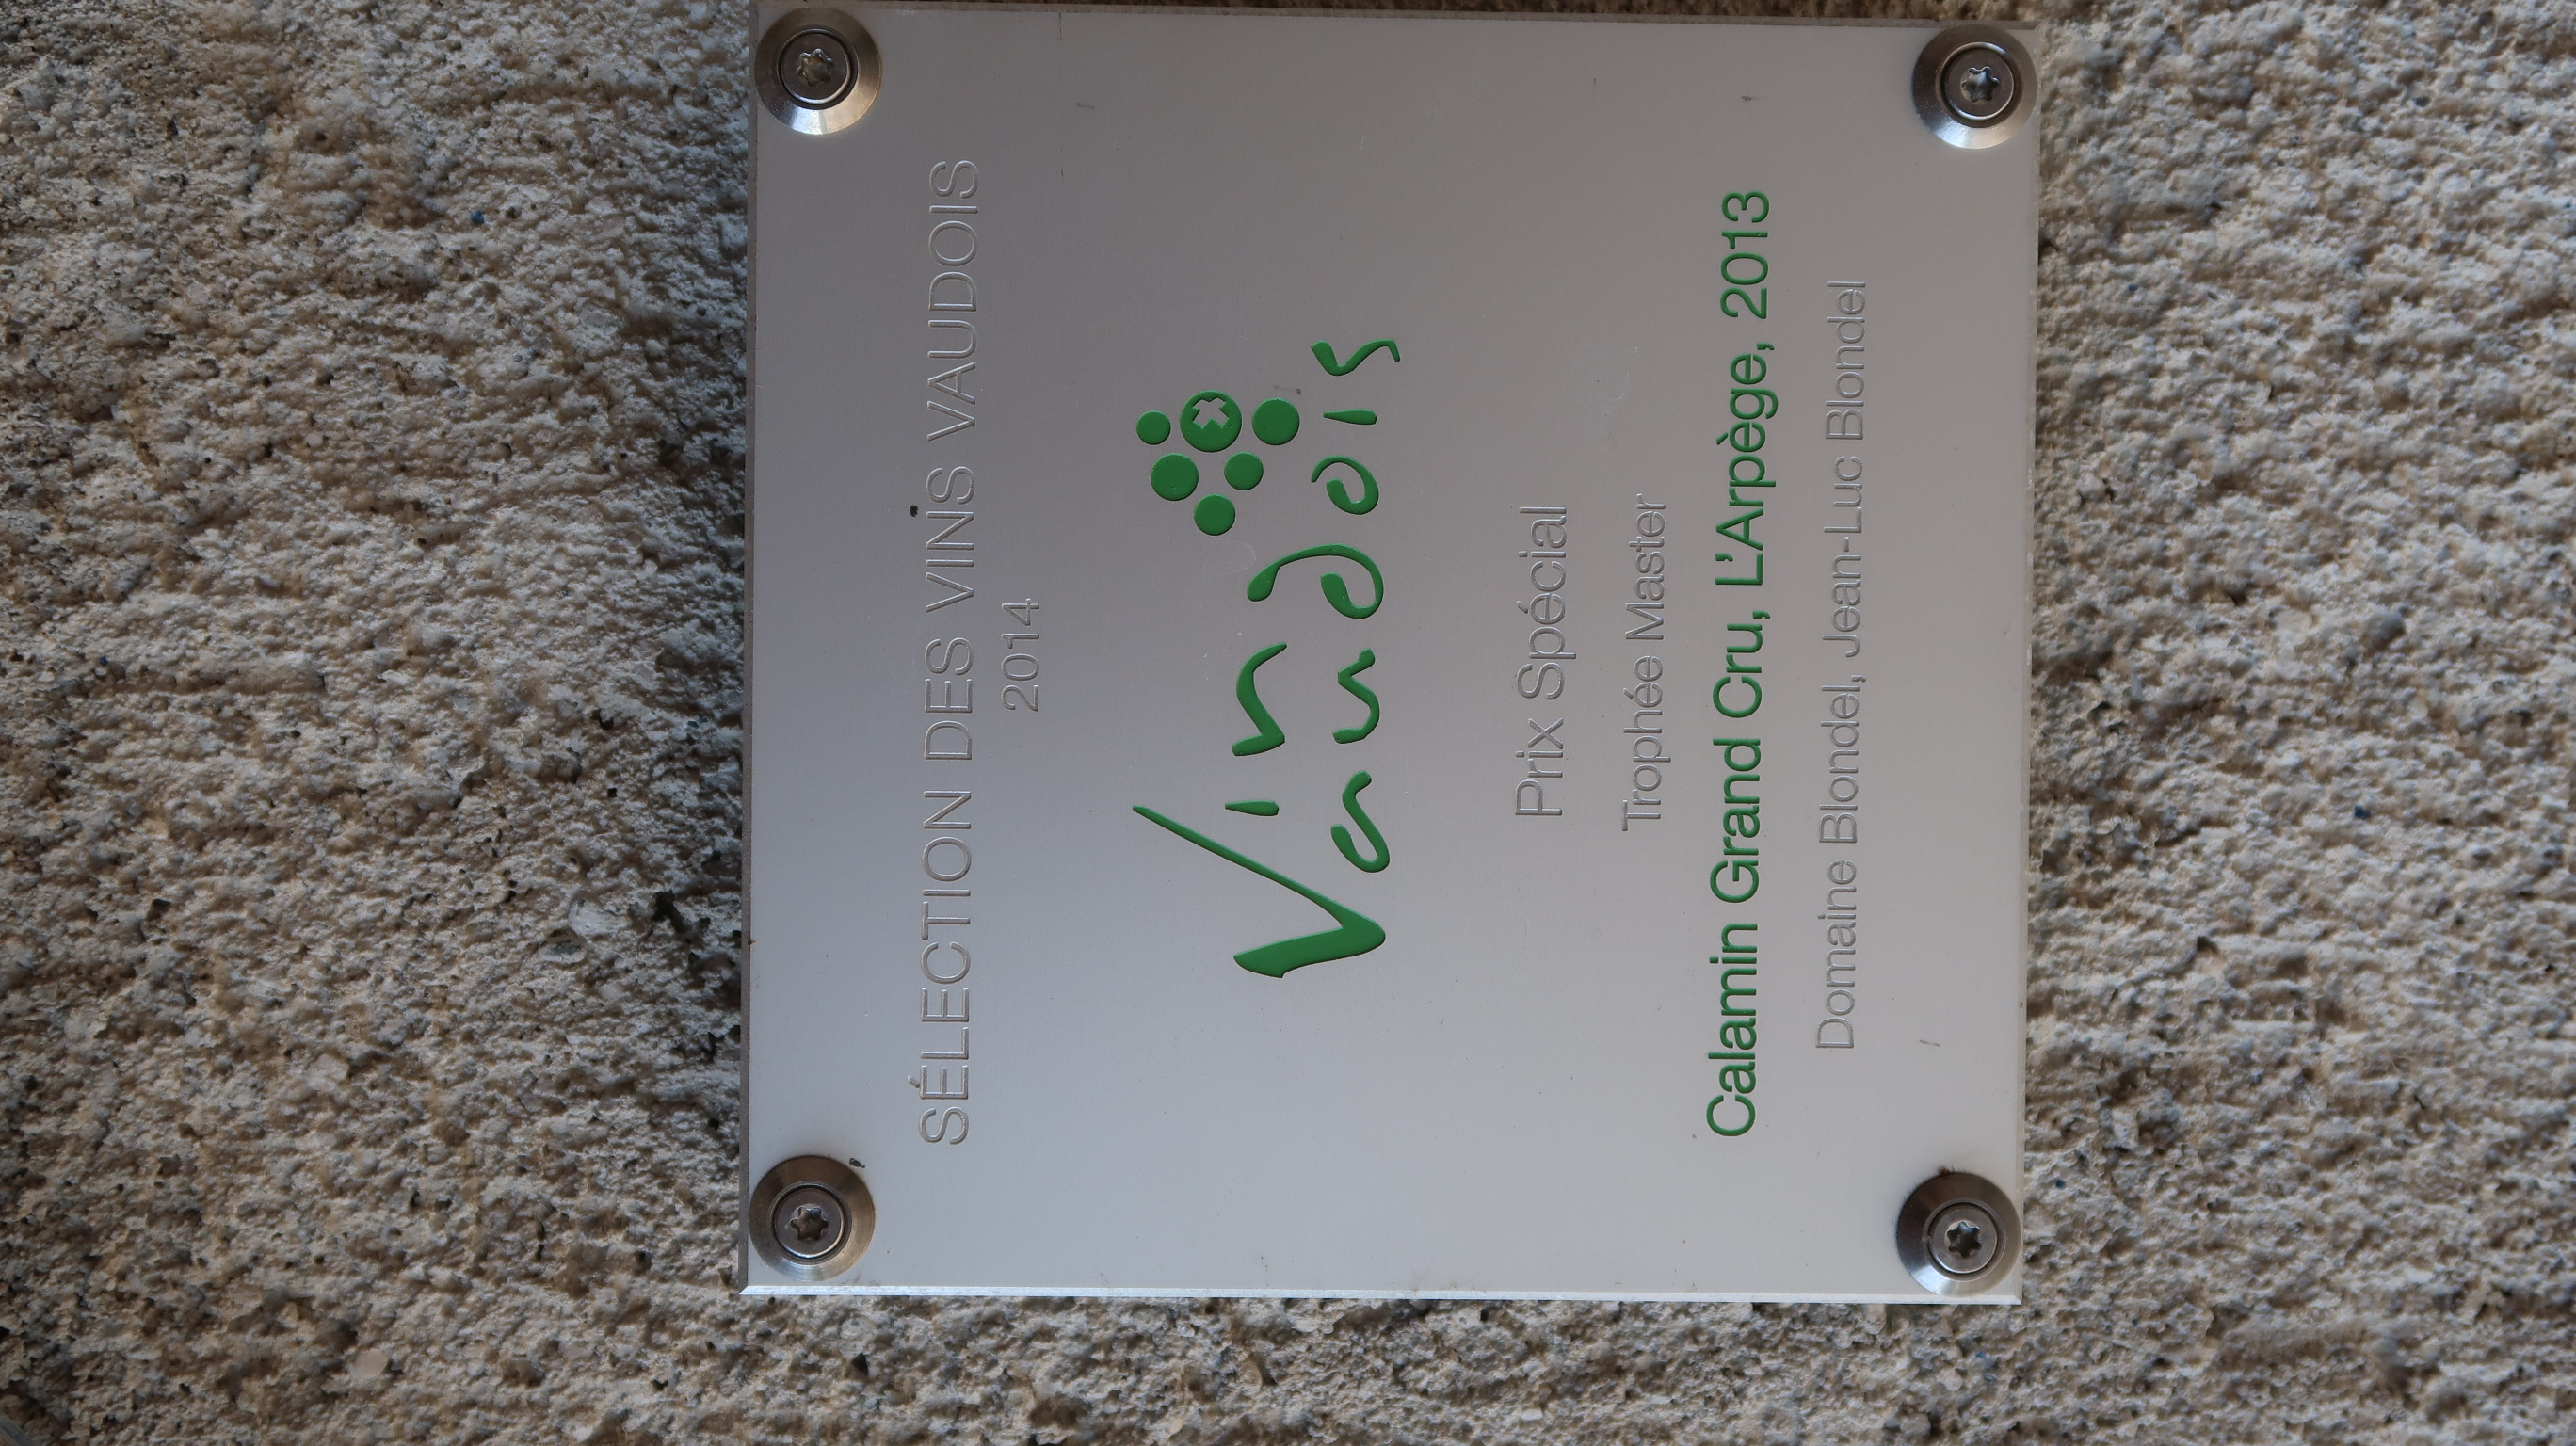 SÉLECTION DES VINS VAUDOIS
2014
Vin
Vaudois
Prix Spécial
Trophée Master
Calamin Grand Cru, L'Arpège, 2013
Domaine Blondel, Jean-Luc Blondel